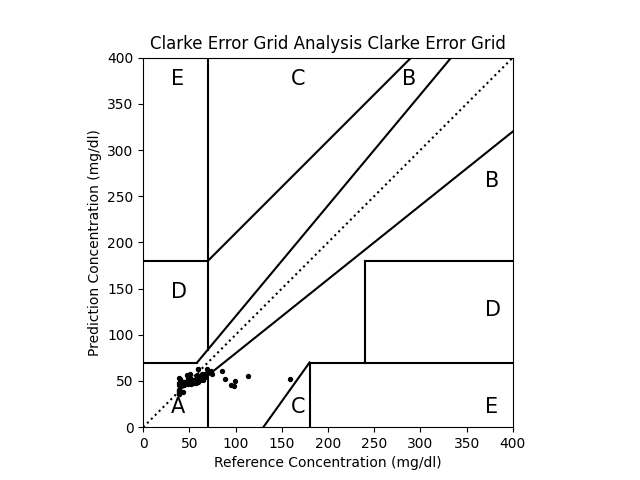 Clarke Error Grid Analysis Clarke Error Grid
400
350
300
250
200
150
100
50
0
Prediction Concentration (mg/dl)
E
C
B
B
D
D
A
C
E
0 50 100 150 200 250 300 350 400
Reference Concentration (mg/dl)